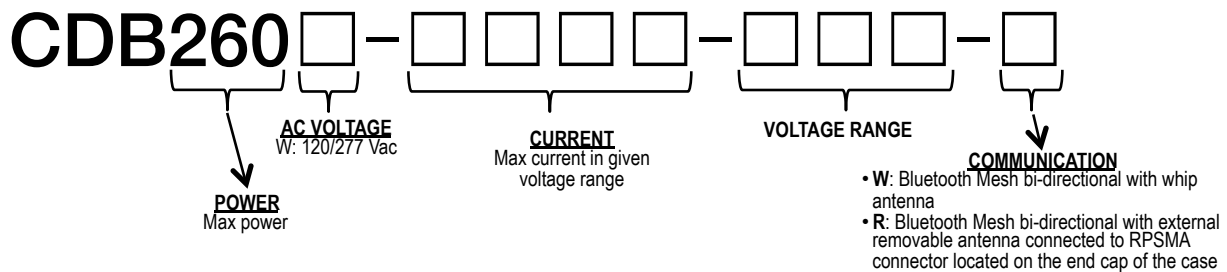 CDB260 - - -
AC VOLTAGE
W: 120/277 Vac
CURRENT
Max current in given
voltage range
VOLTAGE RANGE
COMMUNICATION
• W: Bluetooth Mesh bi-directional with whip
antenna
• R: Bluetooth Mesh bi-directional with external
removable antenna connected to RPSMA
connector located on the end cap of the case
POWER
Max power